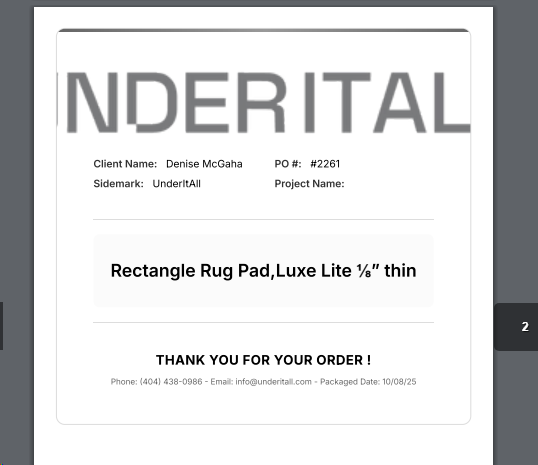 UNDERITAL
Client Name: Denise McGaha PO #: #2261
Sidemark: UnderItAll Project Name:
Rectangle Rug Pad,Luxe Lite ⅛” thin
THANK YOU FOR YOUR ORDER !
Phone: (404) 438-0986 - Email: info@underitall.com - Packaged Date: 10/08/25
2